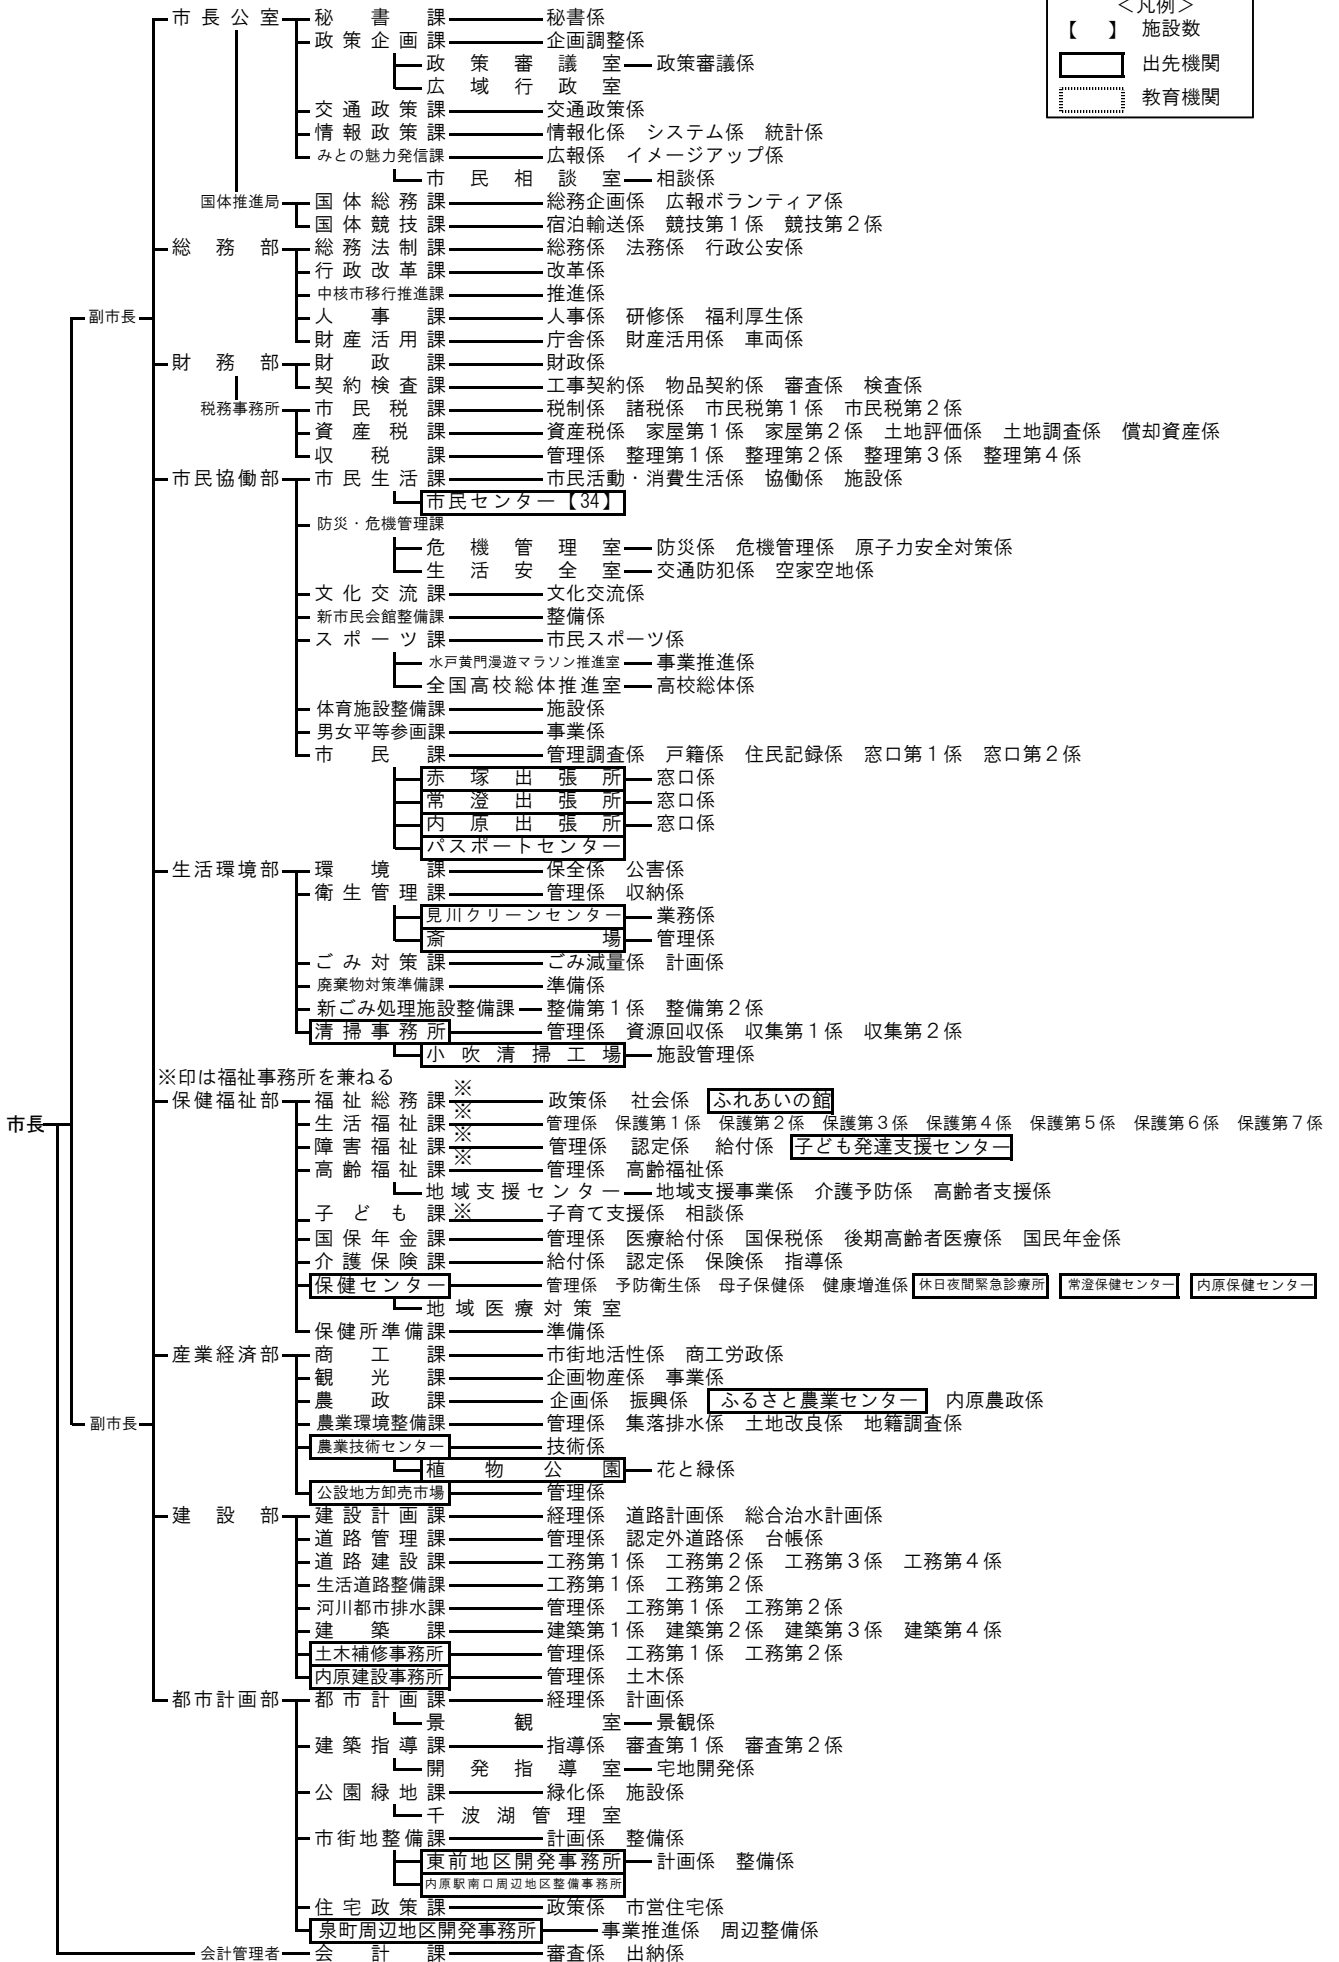 ＜凡例＞
【　】 施設数
出先機関
教育機関
市長公室 秘書課 秘書係
政策企画課 企画調整係
政策審議室 政策審議係
広域行政室
交通政策課 交通政策係
情報政策課 情報化係 システム係 統計係
みとの魅力発信課 広報係 イメージアップ係
市民相談室 相談係
国体推進局 国体総務課 総務企画係 広報ボランティア係
国体競技課 宿泊輸送係 競技第１係 競技第２係
総務部 総務法制課 総務係 法務係 行政公安係
行政改革課 改革係
中核市移行推進課 推進係
副市長 人事課 人事係 研修係 福利厚生係
財産活用課 庁舎係 財産活用係 車両係
財務部 財政課 財政係
契約検査課 工事契約係 物品契約係 審査係 検査係
税務事務所 市民税課 税制係 諸税係 市民税第１係 市民税第２係
資産税課 資産税係 家屋第１係 家屋第２係 土地評価係 土地調査係 償却資産係
収税課 管理係 整理第１係 整理第２係 整理第３係 整理第４係
市民協働部 市民生活課 市民活動・消費生活係 協働係 施設係
市民センター【34】
防災・危機管理課
危機管理室 防災係 危機管理係 原子力安全対策係
生活安全室 交通防犯係 空家空地係
文化交流課 文化交流係
新市民会館整備課 整備係
スポーツ課 市民スポーツ係
水戸黄門漫遊マラソン推進室 事業推進係
全国高校総体推進室 高校総体係
体育施設整備課 施設係
男女平等参画課 事業係
市民課 管理調査係 戸籍係 住民記録係 窓口第１係 窓口第２係
赤塚出張所 窓口係
常澄出張所 窓口係
内原出張所 窓口係
パスポートセンター
生活環境部 環境課 保全係 公害係
衛生管理課 管理係 収納係
見川クリーンセンター 業務係
斎場 管理係
ごみ対策課 ごみ減量係 計画係
廃棄物対策準備課 準備係
新ごみ処理施設整備課 整備第１係 整備第２係
清掃事務所 管理係 資源回収係 収集第１係 収集第２係
小吹清掃工場 施設管理係
※印は福祉事務所を兼ねる
保健福祉部 福祉総務課 ※ 政策係 社会係 ふれあいの館
市長 生活福祉課 ※ 管理係 保護第１係 保護第２係 保護第３係 保護第４係 保護第５係 保護第６係 保護第７係
障害福祉課 ※ 管理係 認定係 給付係 子ども発達支援センター
高齢福祉課 ※ 管理係 高齢福祉係
地域支援センター 地域支援事業係 介護予防係 高齢者支援係
子ども課 ※ 子育て支援係 相談係
国保年金課 管理係 医療給付係 国保税係 後期高齢者医療係 国民年金係
介護保険課 給付係 認定係 保険係 指導係
保健センター 管理係 予防衛生係 母子保健係 健康増進係 休日夜間緊急診療所 常澄保健センター 内原保健センター
地域医療対策室
保健所準備課 準備係
産業経済部 商工課 市街地活性係 商工労政係
観光課 企画物産係 事業係
農政課 企画係 振興係 ふるさと農業センター 内原農政係
副市長 農業環境整備課 管理係 集落排水係 土地改良係 地籍調査係
農業技術センター 技術係
植物公園 花と緑係
公設地方卸売市場 管理係
建設部 建設計画課 経理係 道路計画係 総合治水計画係
道路管理課 管理係 認定外道路係 台帳係
道路建設課 工務第１係 工務第２係 工務第３係 工務第４係
生活道路整備課 工務第１係 工務第２係
河川都市排水課 管理係 工務第１係 工務第２係
建築課 建築第１係 建築第２係 建築第３係 建築第４係
土木補修事務所 管理係 工務第１係 工務第２係
内原建設事務所 管理係 土木係
都市計画部 都市計画課 経理係 計画係
景観室 景観係
建築指導課 指導係 審査第１係 審査第２係
開発指導室 宅地開発係
公園緑地課 緑化係 施設係
千波湖管理室
市街地整備課 計画係 整備係
東前地区開発事務所 計画係 整備係
内原駅南口周辺地区整備事務所
住宅政策課 政策係 市営住宅係
泉町周辺地区開発事務所 事業推進係 周辺整備係
会計管理者 会計課 審査係 出納係